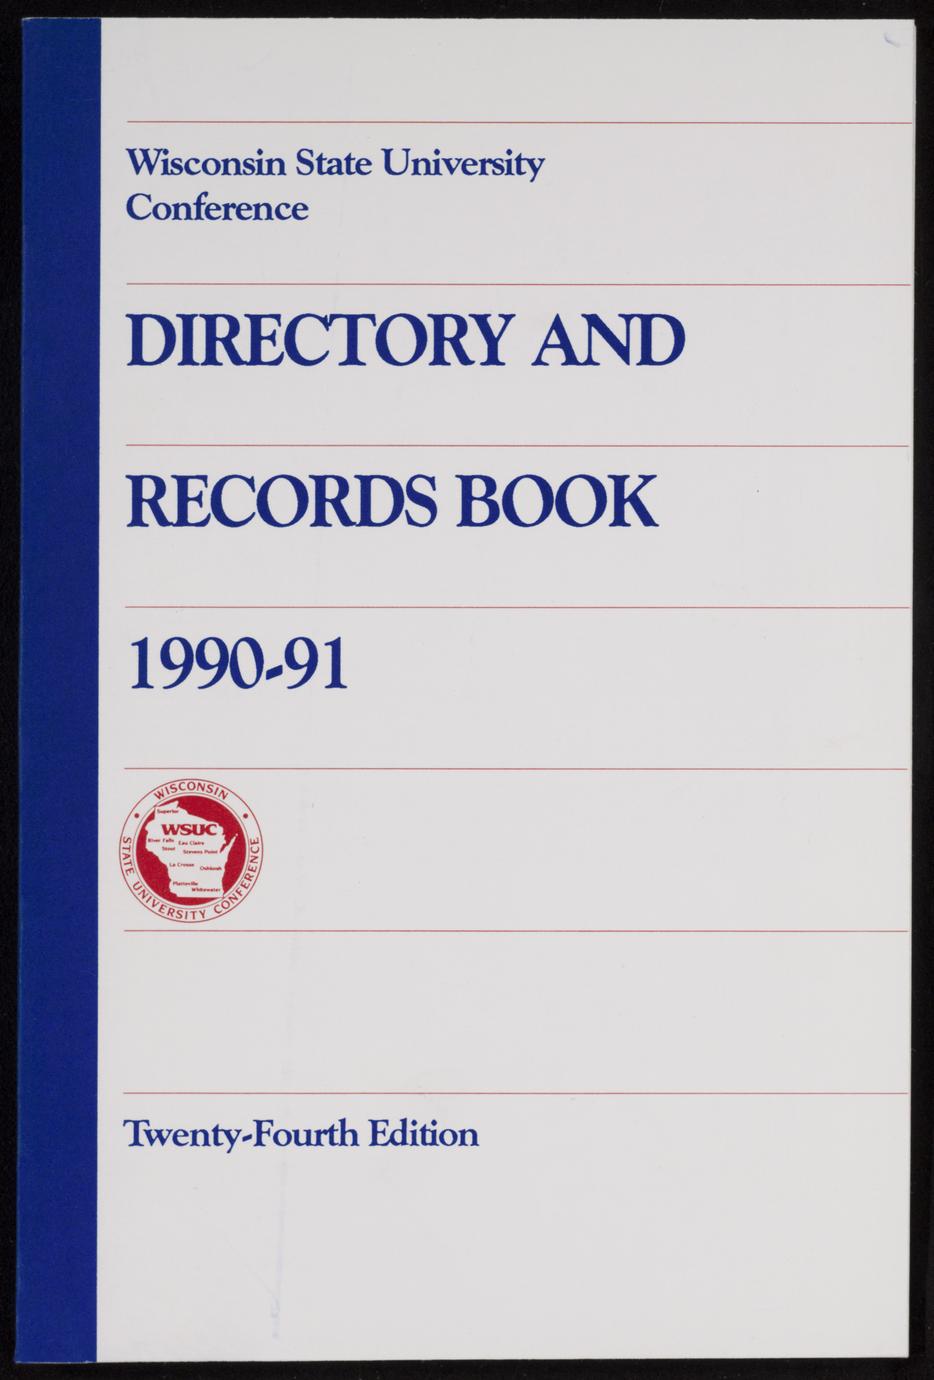 Wisconsin State University
Conference
DIRECTORY AND
RECORDS BOOK
1990-91
WISCONSIN
STATE UNIVERSITY CONFERENCE
Superior
WSUC
River Falls Eau Claire
Stout Stevens Point
La Crosse Oshkosh
Platteville
Whitewater
Twenty-Fourth Edition